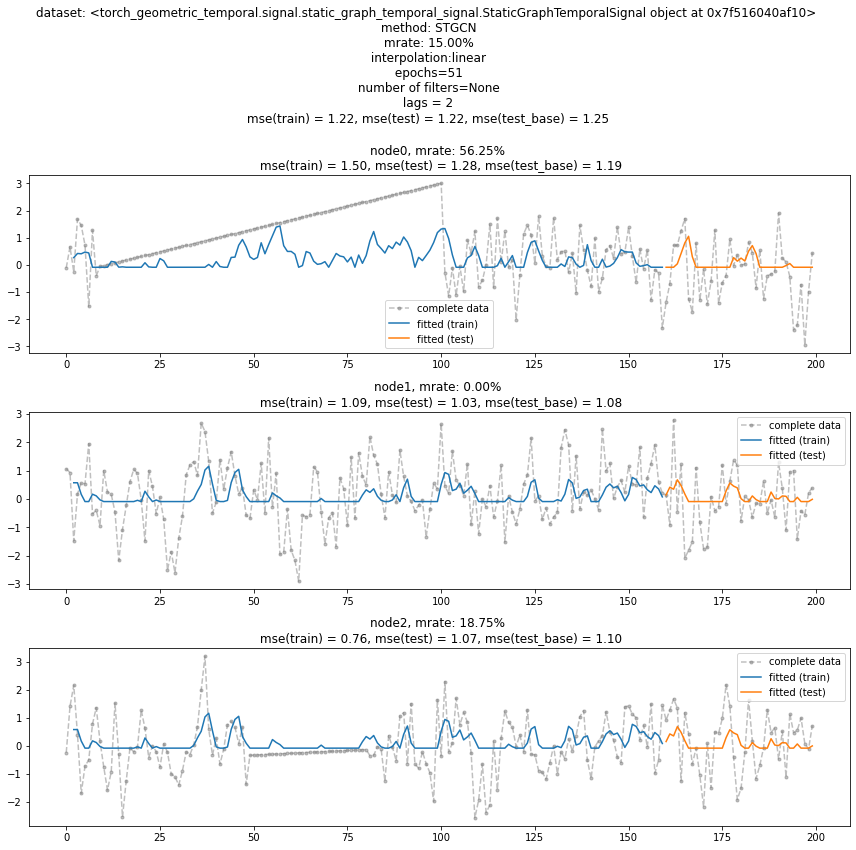 dataset: <torch_geometric_temporal.signal.static_graph_temporal_signal.StaticGraphTemporalSignal object at 0x7f516040af10>
method: STGCN
mrate: 15.00%
interpolation:linear
epochs=51
number of filters=None
lags = 2
mse(train) = 1.22, mse(test) = 1.22, mse(test_base) = 1.25
node0, mrate: 56.25%
mse(train) = 1.50, mse(test) = 1.28, mse(test_base) = 1.19
3
2
1
0
−1
−2
−3
complete data
fitted (train)
fitted (test)
0 25 50 75 100 125 150 175 200
node1, mrate: 0.00%
mse(train) = 1.09, mse(test) = 1.03, mse(test_base) = 1.08
3
2
1
0
−1
−2
−3
complete data
fitted (train)
fitted (test)
0 25 50 75 100 125 150 175 200
node2, mrate: 18.75%
mse(train) = 0.76, mse(test) = 1.07, mse(test_base) = 1.10
3
2
1
0
−1
−2
complete data
fitted (train)
fitted (test)
0 25 50 75 100 125 150 175 200